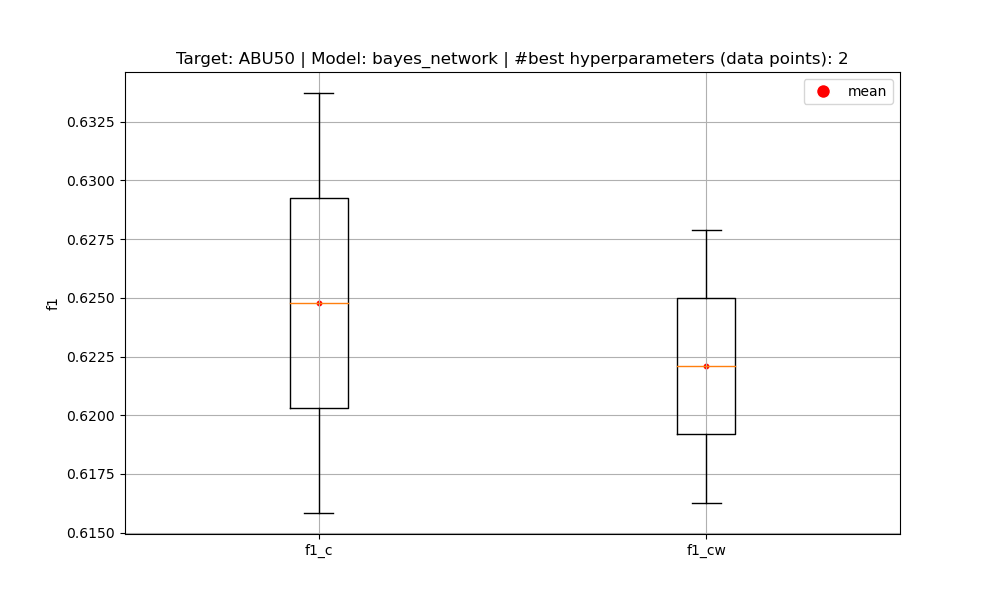 Target: ABU50 | Model: bayes_network | #best hyperparameters (data points): 2
mean
0.6325
0.6300
0.6275
0.6250
0.6225
0.6200
0.6175
0.6150
f1
f1_c
f1_cw